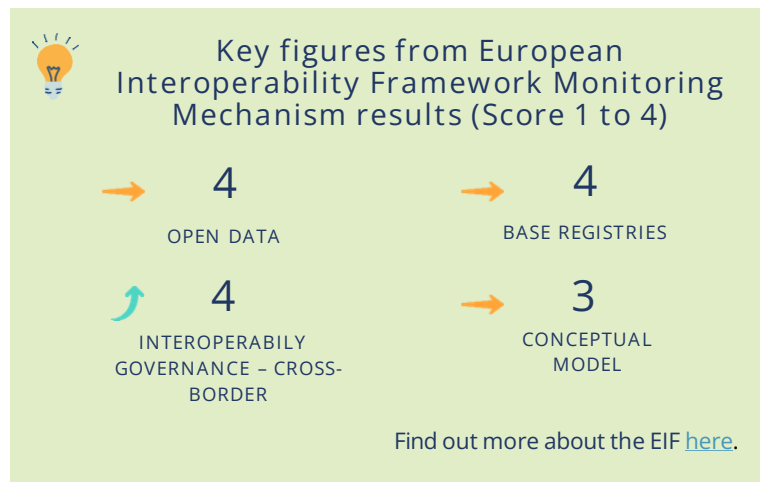 Key figures from European
Interoperability Framework Monitoring
Mechanism results (Score 1 to 4)
4
OPEN DATA
4
BASE REGISTRIES
4
INTEROPERABILY
GOVERNANCE – CROSS-
BORDER
3
CONCEPTUAL
MODEL
Find out more about the EIF here.